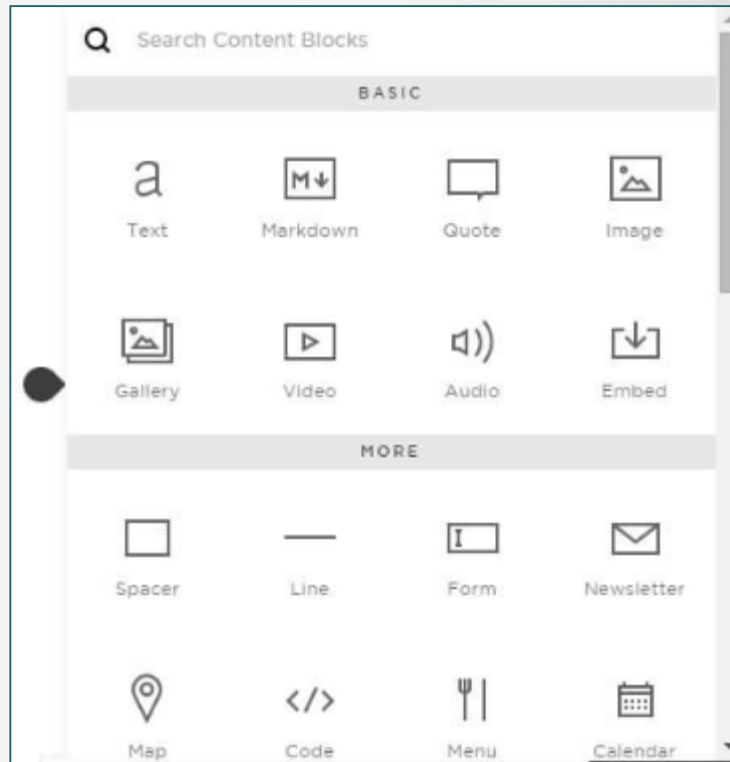 Search Content Blocks
BASIC
a
Text Markdown Quote Image
Gallery Video Audio Embed
MORE
Spacer Line Form Newsletter
Map Code Menu Calendar